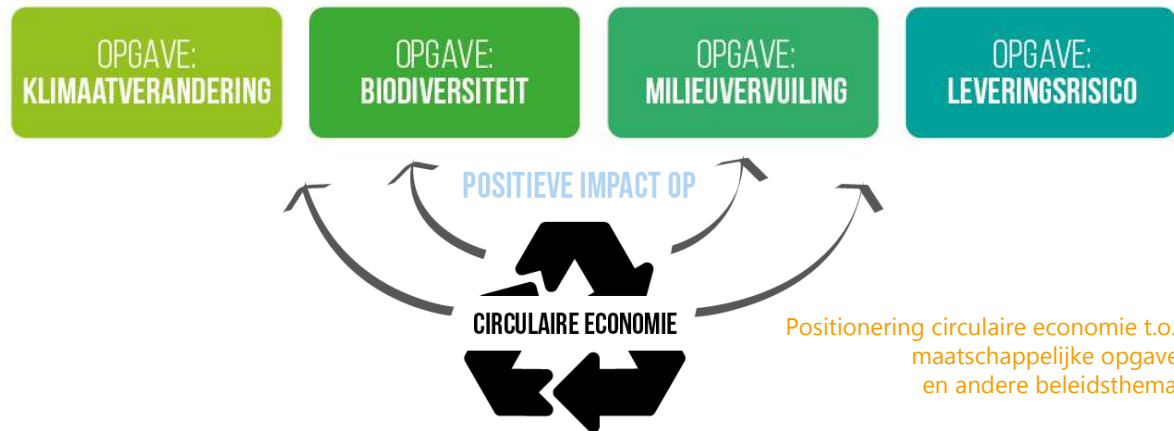 OPGAVE:
KLIMAATVERANDERING
OPGAVE:
BIODIVERSITEIT
OPGAVE:
MILIEUVERVUILING
OPGAVE:
LEVERINGSRISICO
POSITIEVE IMPACT OP
CIRCULAIRE ECONOMIE
Positionering circulaire economie t.o.
maatschappelijke opgave
en andere beleidsthema